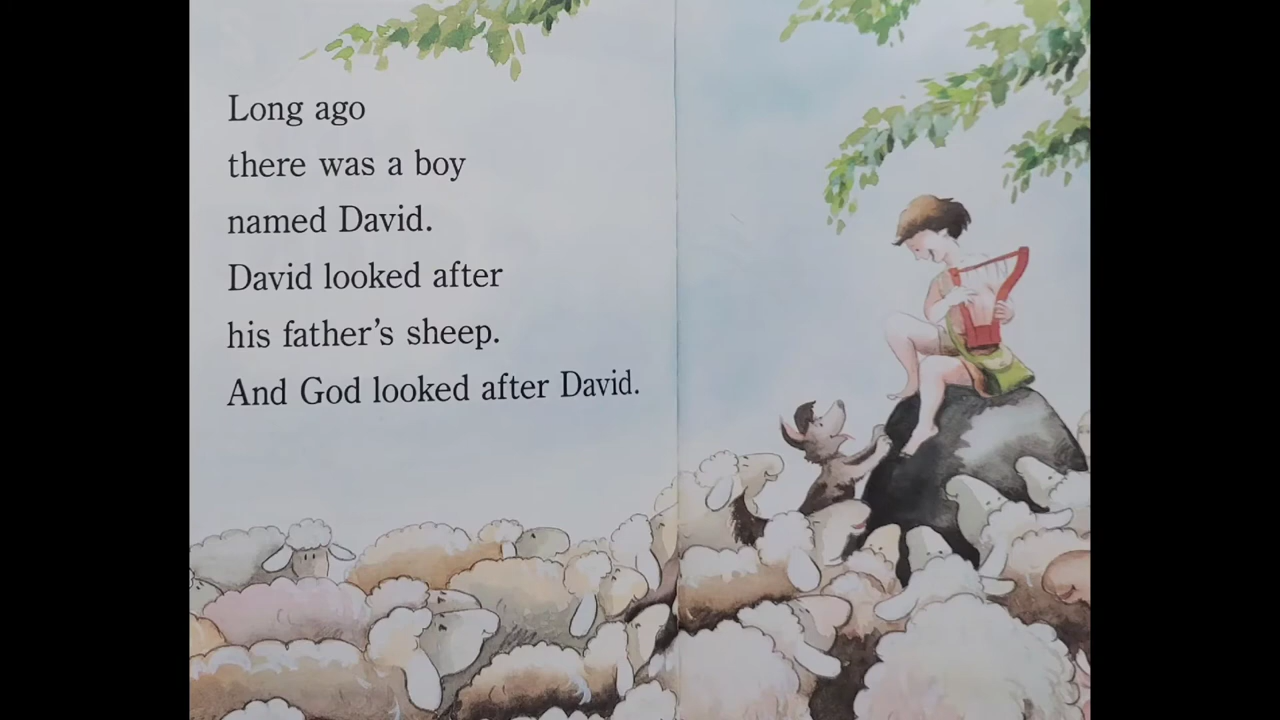 Long ago
there was a boy
named David.
David looked after
his father’s sheep.
And God looked after David.